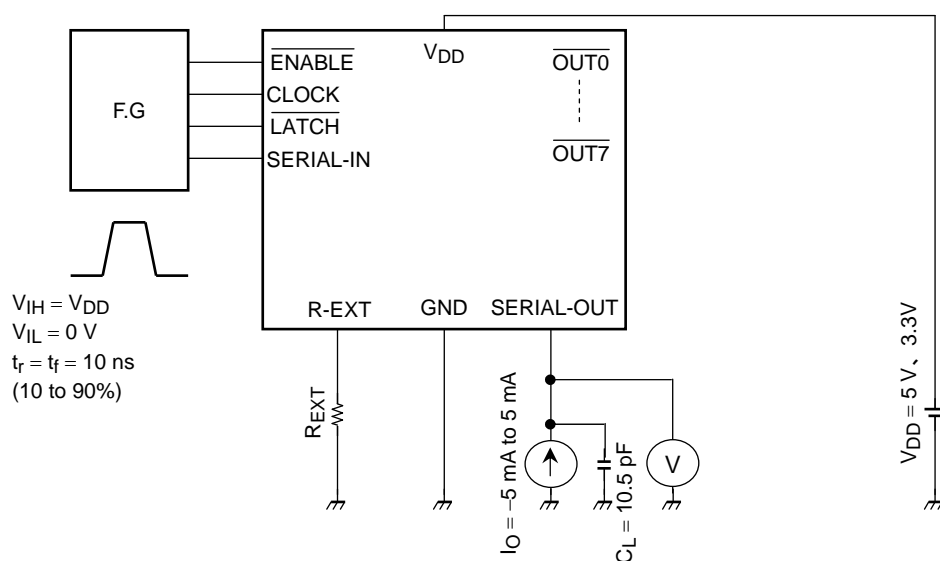 F.G
ENABLE
CLOCK
LATCH
SERIAL-IN
VDD
OUT0
OUT7
R-EXT
GND
SERIAL-OUT
VIH = VDD
VIL = 0 V
tr = tf = 10 ns
(10 to 90%)
REXT
IO = −5 mA to 5 mA
CL = 10.5 pF
V
VDD = 5 V、3.3V